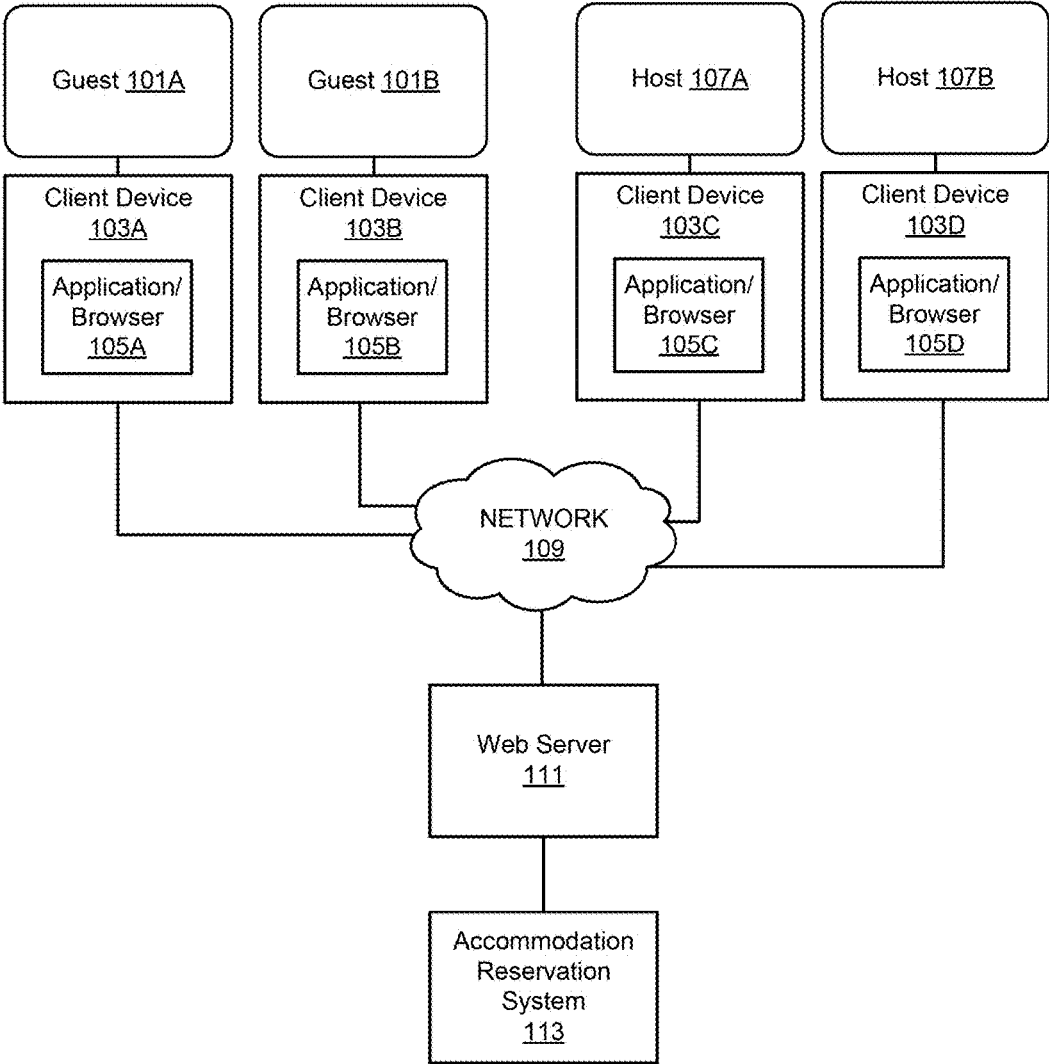 Guest 101A
Guest 101B
Host 107A
Host 107B
Client Device
103A
Application/
Browser
105A
Client Device
103B
Application/
Browser
105B
Client Device
103C
Application/
Browser
105C
Client Device
103D
Application/
Browser
105D
NETWORK
109
Web Server
111
Accommodation
Reservation
System
113